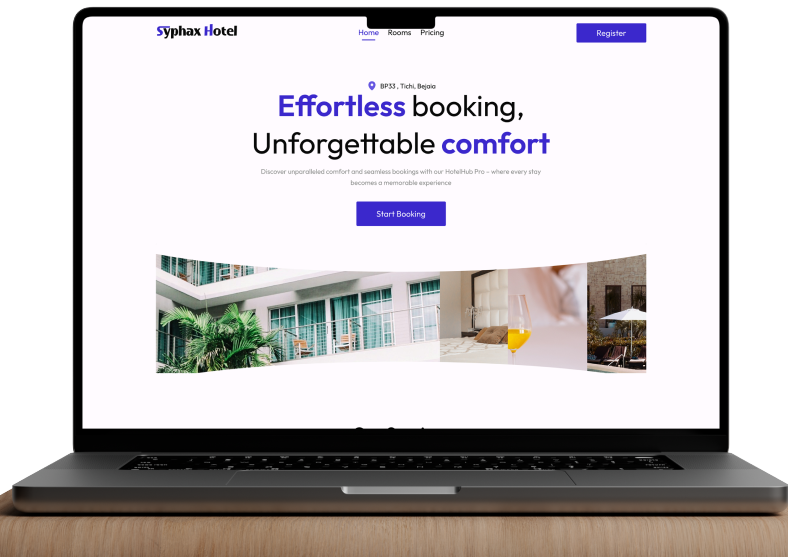 Syphax Hotel
Home Rooms Pricing
Register
BP33 , Tichi, Bejaia
Effortless booking,
Unforgettable comfort
Discover unparalleled comfort and seamless bookings with our HotelHub Pro – where every stay
becomes a memorable experience
Start Booking